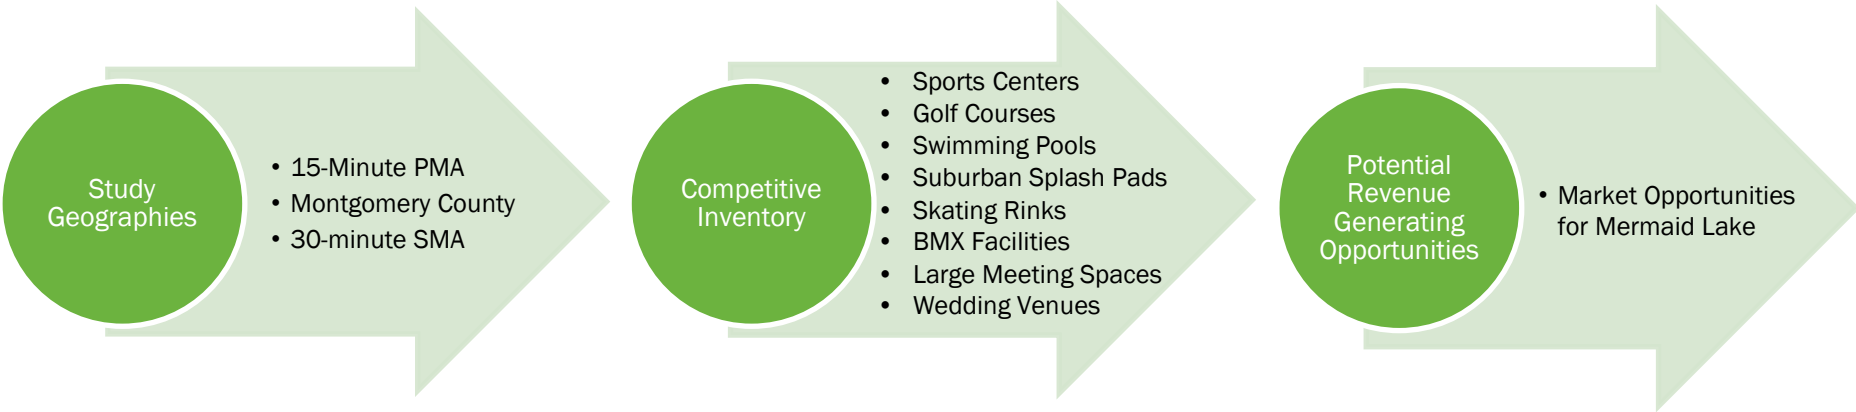 Study
Geographies
• 15-Minute PMA
• Montgomery County
• 30-minute SMA
Competitive
Inventory
• Sports Centers
• Golf Courses
• Swimming Pools
• Suburban Splash Pads
• Skating Rinks
• BMX Facilities
• Large Meeting Spaces
• Wedding Venues
Potential
Revenue
Generating
Opportunities
• Market Opportunities
for Mermaid Lake